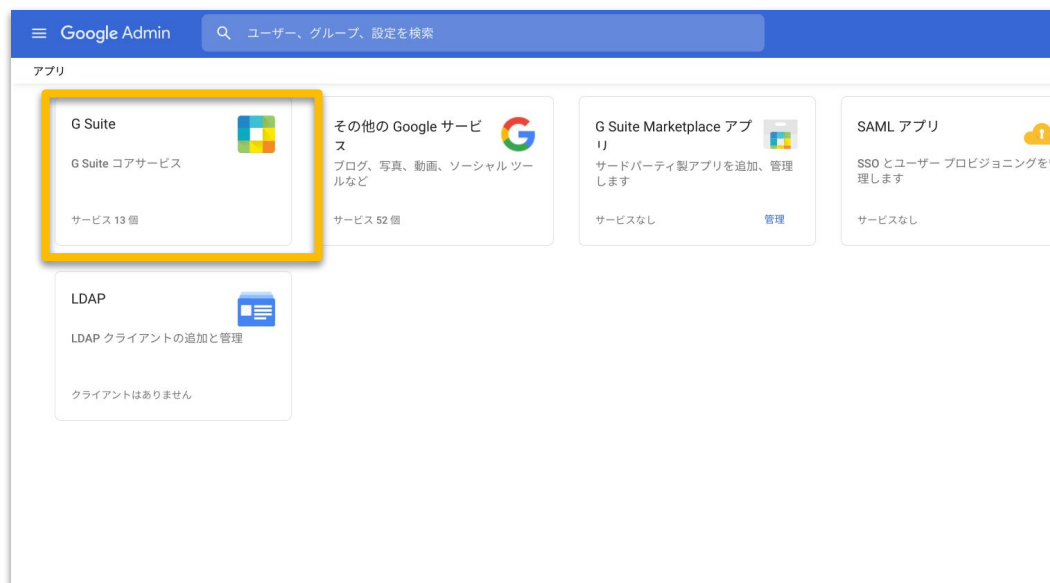 Google Admin
ユーザー、グループ、設定を検索
アプリ
G Suite
G Suite コアサービス
サービス 13 個
その他の Google サービ
ス
ブログ、写真、動画、ソーシャル ツー
ルなど
サービス 52 個
G Suite Marketplace アプ
リ
サードパーティ製アプリを追加、管理
します
サービスなし
管理
SAML アプリ
SSO とユーザー プロビジョニングを
理します
サービスなし
LDAP
LDAP クライアントの追加と管理
クライアントはありません